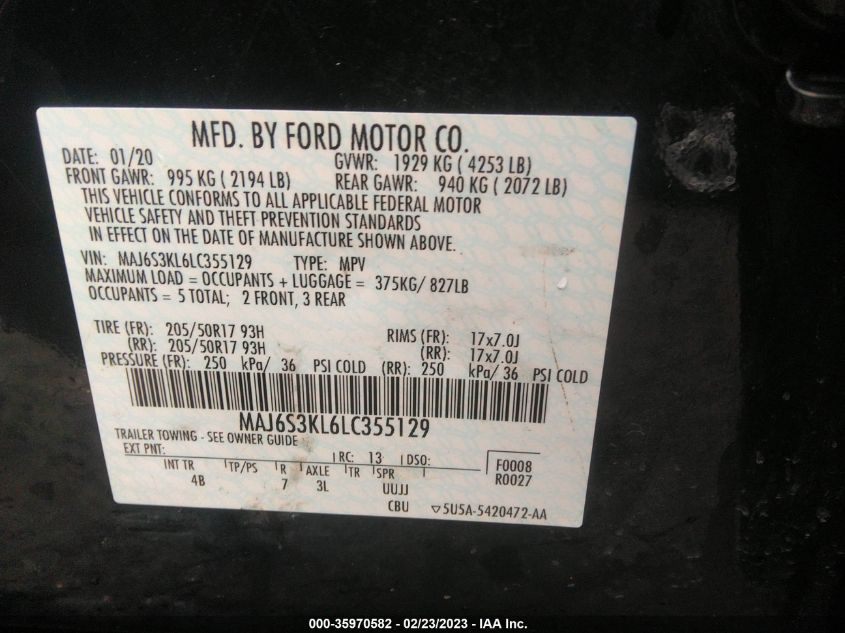 MFD. BY FORD MOTOR CO.
DATE: 01/20 GVWR: 1929 KG ( 4253 LB)
FRONT GAWR: 995 KG ( 2194 LB) REAR GAWR: 940 KG ( 2072 LB)
THIS VEHICLE CONFORMS TO ALL APPLICABLE FEDERAL MOTOR
VEHICLE SAFETY AND THEFT PREVENTION STANDARDS
IN EFFECT ON THE DATE OF MANUFACTURE SHOWN ABOVE.
VIN: MAJ6S3KL6LC355129 TYPE: MPV
MAXIMUM LOAD = OCCUPANTS + LUGGAGE = 375KG/ 827LB
OCCUPANTS = 5 TOTAL; 2 FRONT, 3 REAR
TIRE (FR): 205/50R17 93H RIMS (FR): 17x7.0J
(RR): 205/50R17 93H (RR): 17x7.0J
PRESSURE (FR): 250 kPa/ 36 PSI COLD (RR): 250 kPa/ 36 PSI COLD
MAJ6S3KL6LC355129
TRAILER TOWING - SEE OWNER GUIDE
EXT PNT: RC: 13 DSO: F0008
R0027
INT TR TP/PS R AXLE TR SPR
4B 7 3L UUJJ
CBU ▽5U5A-5420472-AA
000-35970582 - 02/23/2023 - IAA Inc.